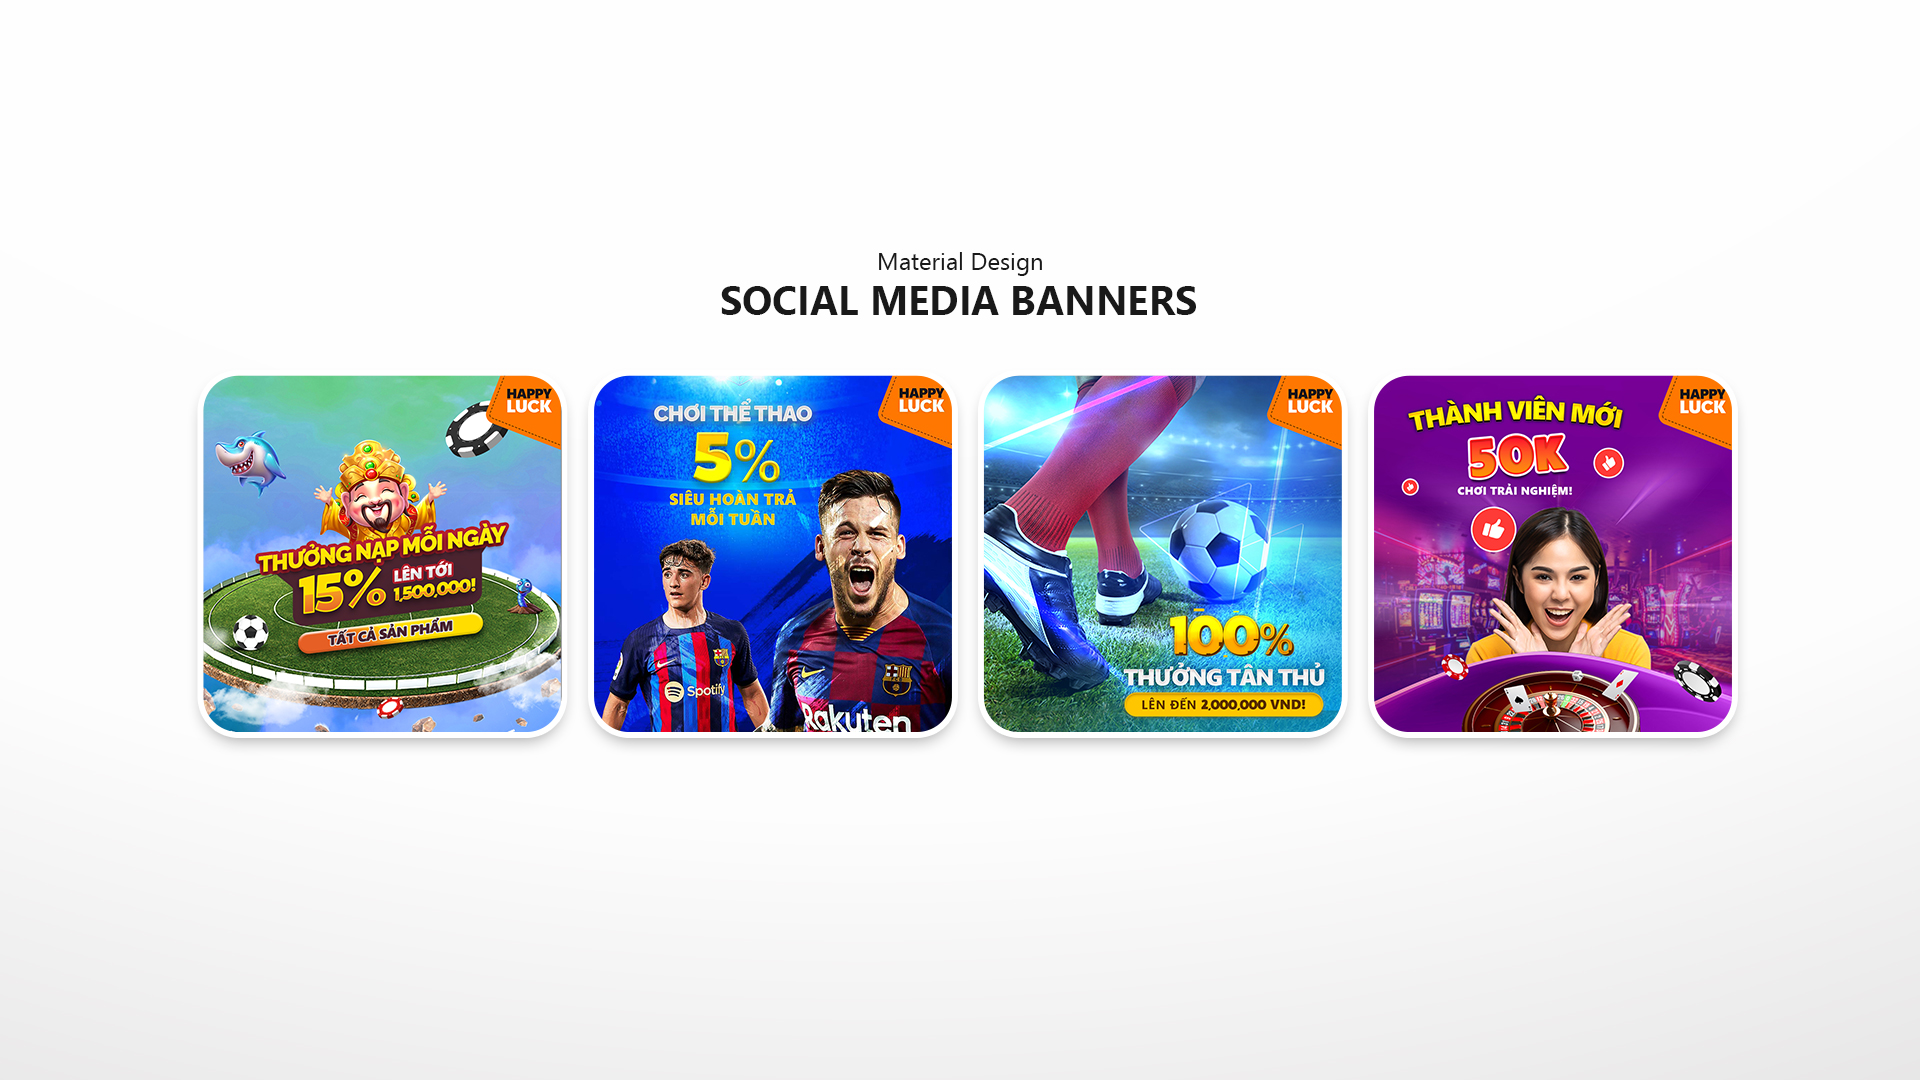 Material Design
SOCIAL MEDIA BANNERS
HAPPY
LUCK
THƯỞNG NẠP MỖI NGÀY
15% LÊN TỚI
1,500,000!
TẤT CẢ SẢN PHẨM
HAPPY
LUCK
CHƠI THỂ THAO
5%
SIÊU HOÀN TRẢ
MỖI TUẦN
Spotify
Rakuten
HAPPY
LUCK
100%
THƯỞNG TÂN THỦ
LÊN ĐẾN 2,000,000 VND!
HAPPY
LUCK
THÀNH VIÊN MỚI
50K
CHƠI TRẢI NGHIỆM!